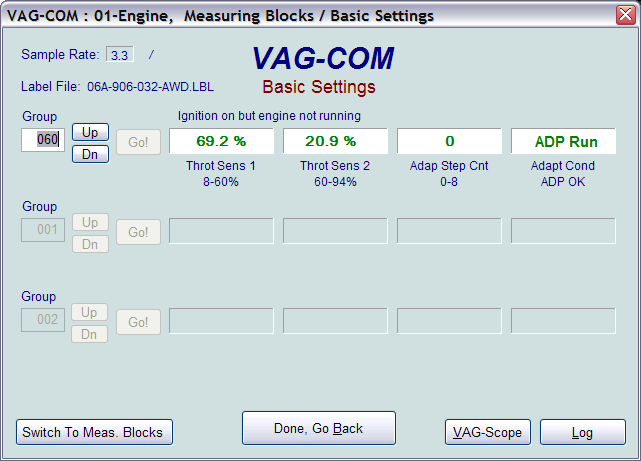 VAG-COM : 01-Engine, Measuring Blocks / Basic Settings
Sample Rate: 3.3 /
VAG-COM
Label File: 06A-906-032-AWD.LBL
Basic Settings
Group
Ignition on but engine not running
060 Up Dn Go! 69.2 % 20.9 % 0 ADP Run
Throt Sens 1 Throt Sens 2 Adap Step Cnt Adapt Cond
8-60% 60-94% 0-8 ADP OK
Group
001 Up Dn Go!
Group
002 Up Dn Go!
Switch To Meas. Blocks Done, Go Back VAG-Scope Log